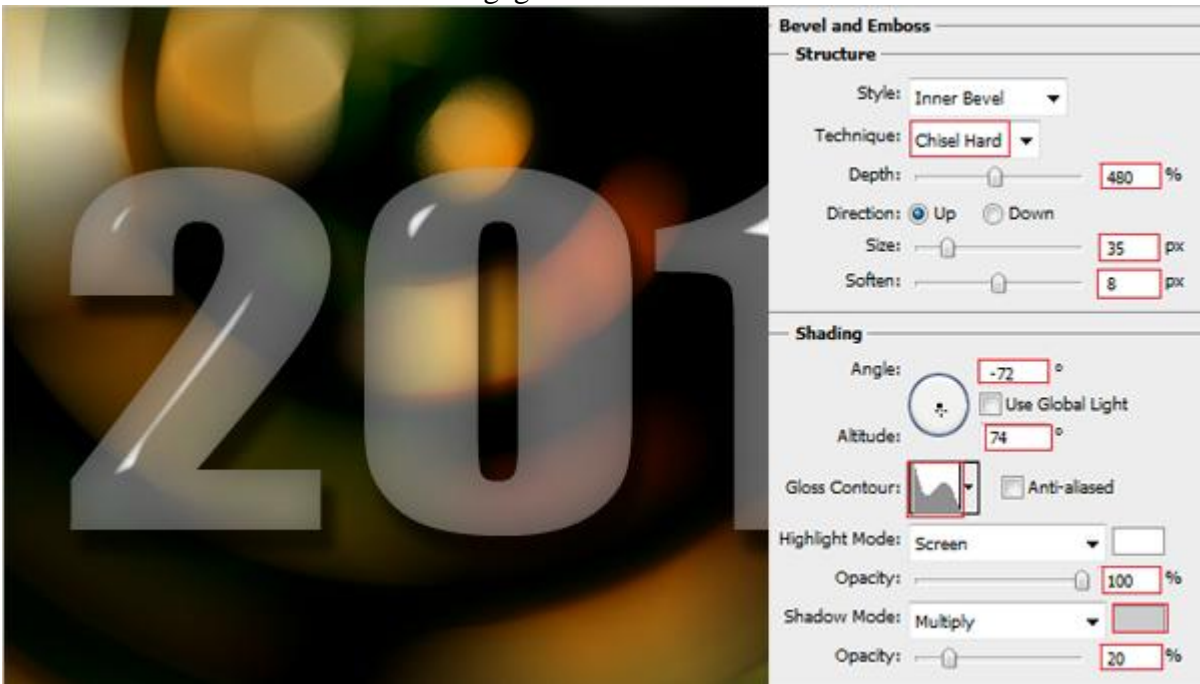 201
Bevel and Emboss
Structure
Style: Inner Bevel
Technique: Chisel Hard
Depth: 480 %
Direction: Up Down
Size: 35 px
Soften: 8 px
Shading
Angle: -72 °
Use Global Light
Altitude: 74 °
Gloss Contour: Anti-aliased
Highlight Mode: Screen
Opacity: 100 %
Shadow Mode: Multiply
Opacity: 20 %